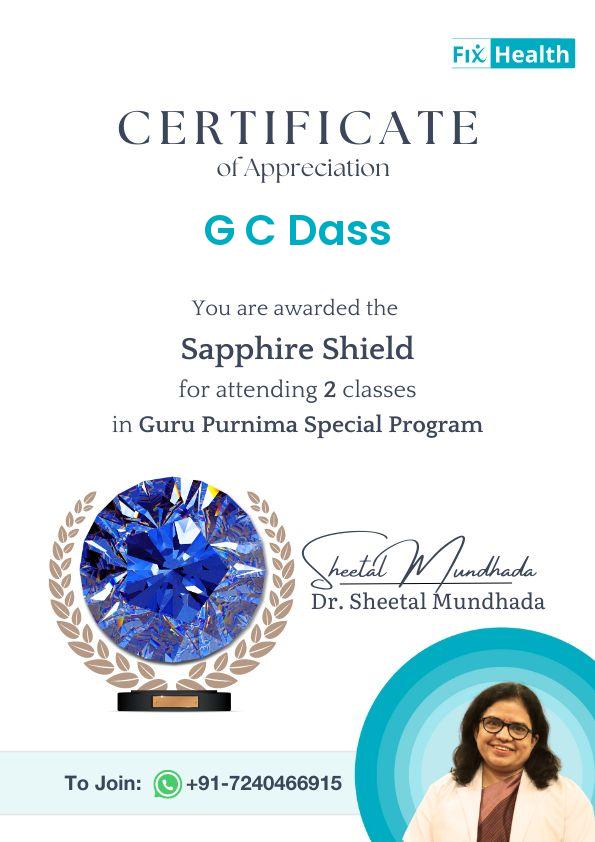 Fix Health
CERTIFICATE
of Appreciation
G C Dass
You are awarded the
Sapphire Shield
for attending 2 classes
in Guru Purnima Special Program
Sheetal Mundhada
Dr. Sheetal Mundhada
To Join: +91-7240466915